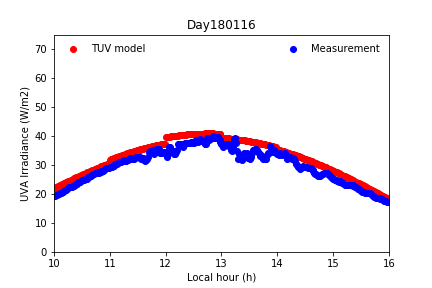 Day180116
TUV model
Measurement
UVA Irradiance (W/m2)
70
60
50
40
30
20
10
0
10 11 12 13 14 15 16
Local hour (h)